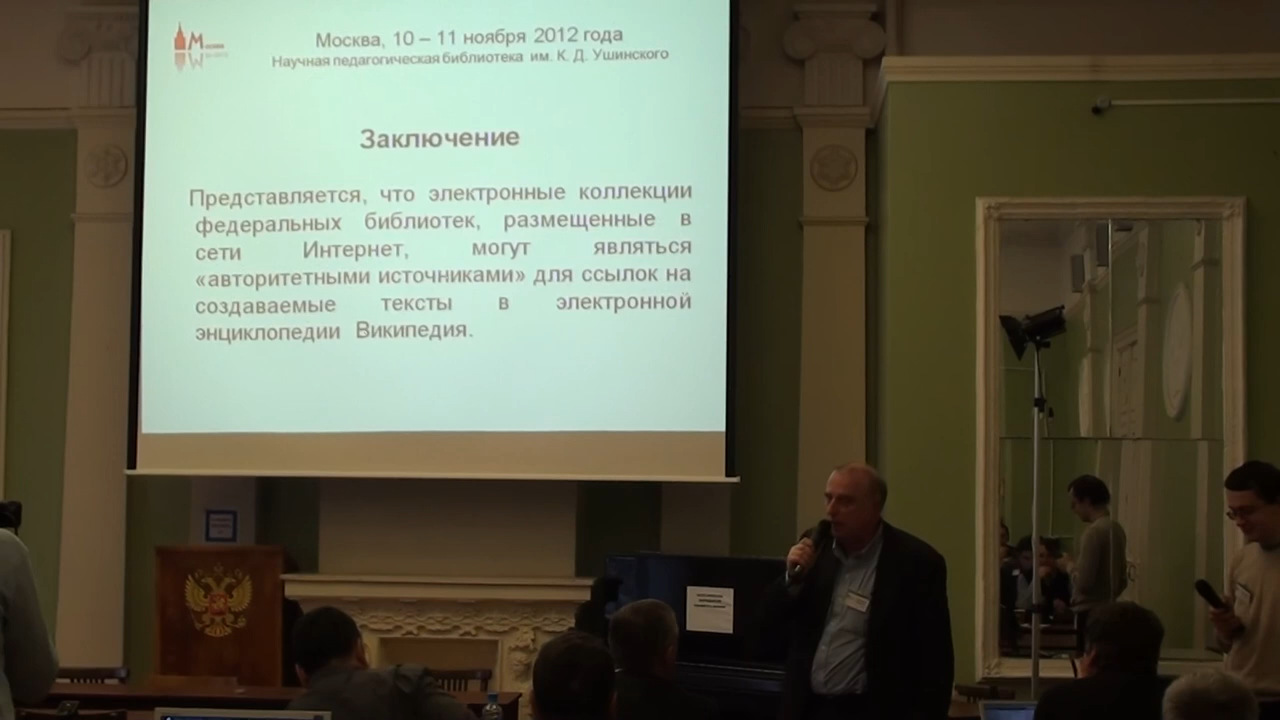 Москва, 10 – 11 ноября 2012 года
Научная педагогическая библиотека им. К. Д. Ушинского
Заключение
Представляется, что электронные коллекции
федеральных библиотек, размещенные в
сети Интернет, могут являться
«авторитетными источниками» для ссылок на
создаваемые тексты в электронной
энциклопедии Википедия.